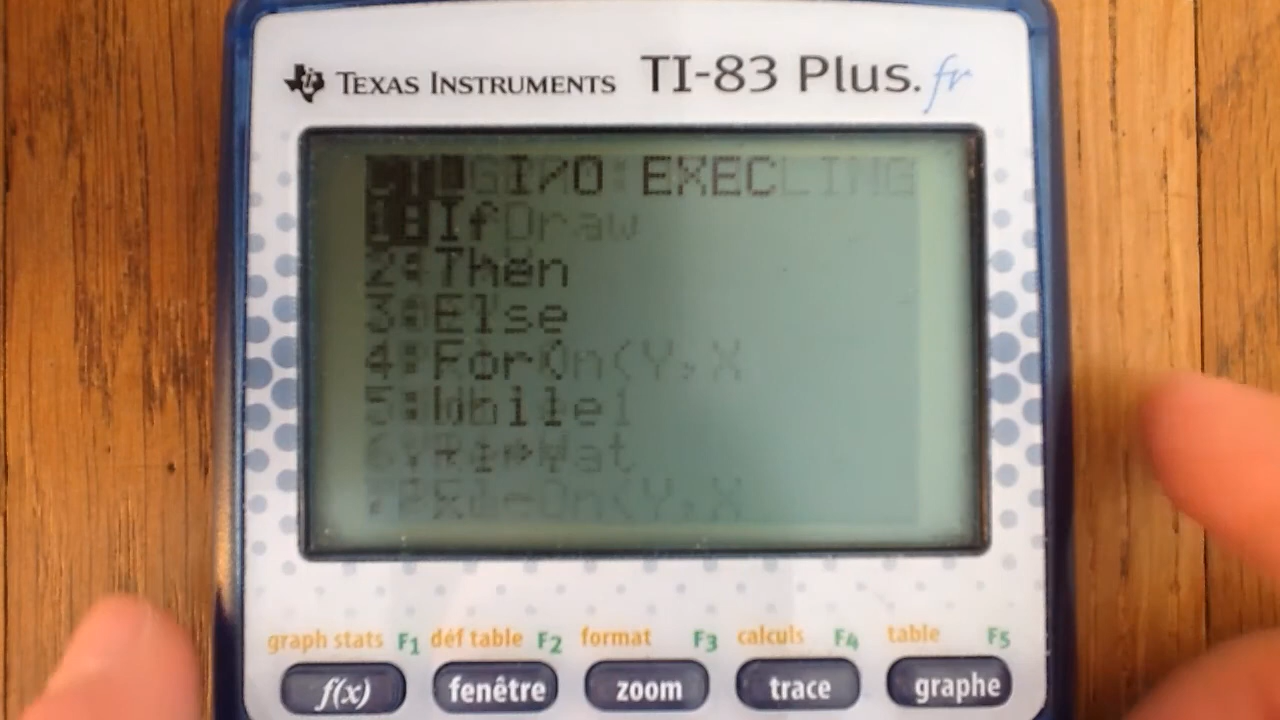 TEXAS INSTRUMENTS TI-83 Plus.fr
CTL I/O EXEC
1:If
2:Then
3:Else
4:For(
5:While
graph stats F1 déf table F2 format F3 calculs F4 table F5
f(x) fenêtre zoom trace graphe